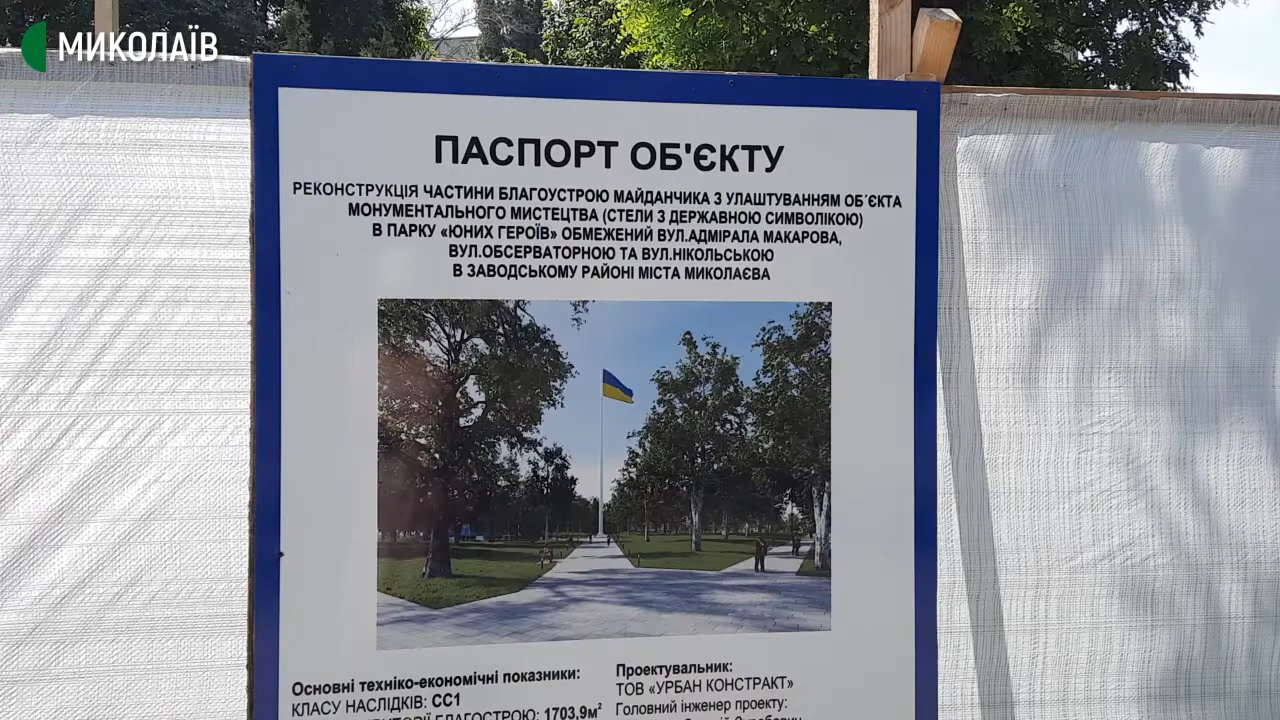 МИКОЛАЇВ
ПАСПОРТ ОБ'ЄКТУ
РЕКОНСТРУКЦІЯ ЧАСТИНИ БЛАГОУСТРОЮ МАЙДАНЧИКА З УЛАШТУВАННЯМ ОБ´ЄКТА
МОНУМЕНТАЛЬНОГО МИСТЕЦТВА (СТЕЛИ З ДЕРЖАВНОЮ СИМВОЛІКОЮ)
В ПАРКУ «ЮНИХ ГЕРОЇВ» ОБМЕЖЕНИЙ ВУЛ.АДМІРАЛА МАКАРОВА,
ВУЛ.ОБСЕРВАТОРНОЮ ТА ВУЛ.НІКОЛЬСЬКОЮ
В ЗАВОДСЬКОМУ РАЙОНІ МІСТА МИКОЛАЄВА
Основні техніко-економічні показники:
КЛАСУ НАСЛІДКІВ: СС1
БЛАГОСТРОЮ: 1703,9м²
Проектувальник:
ТОВ «УРБАН КОНСТРАКТ»
Головний інженер проекту: